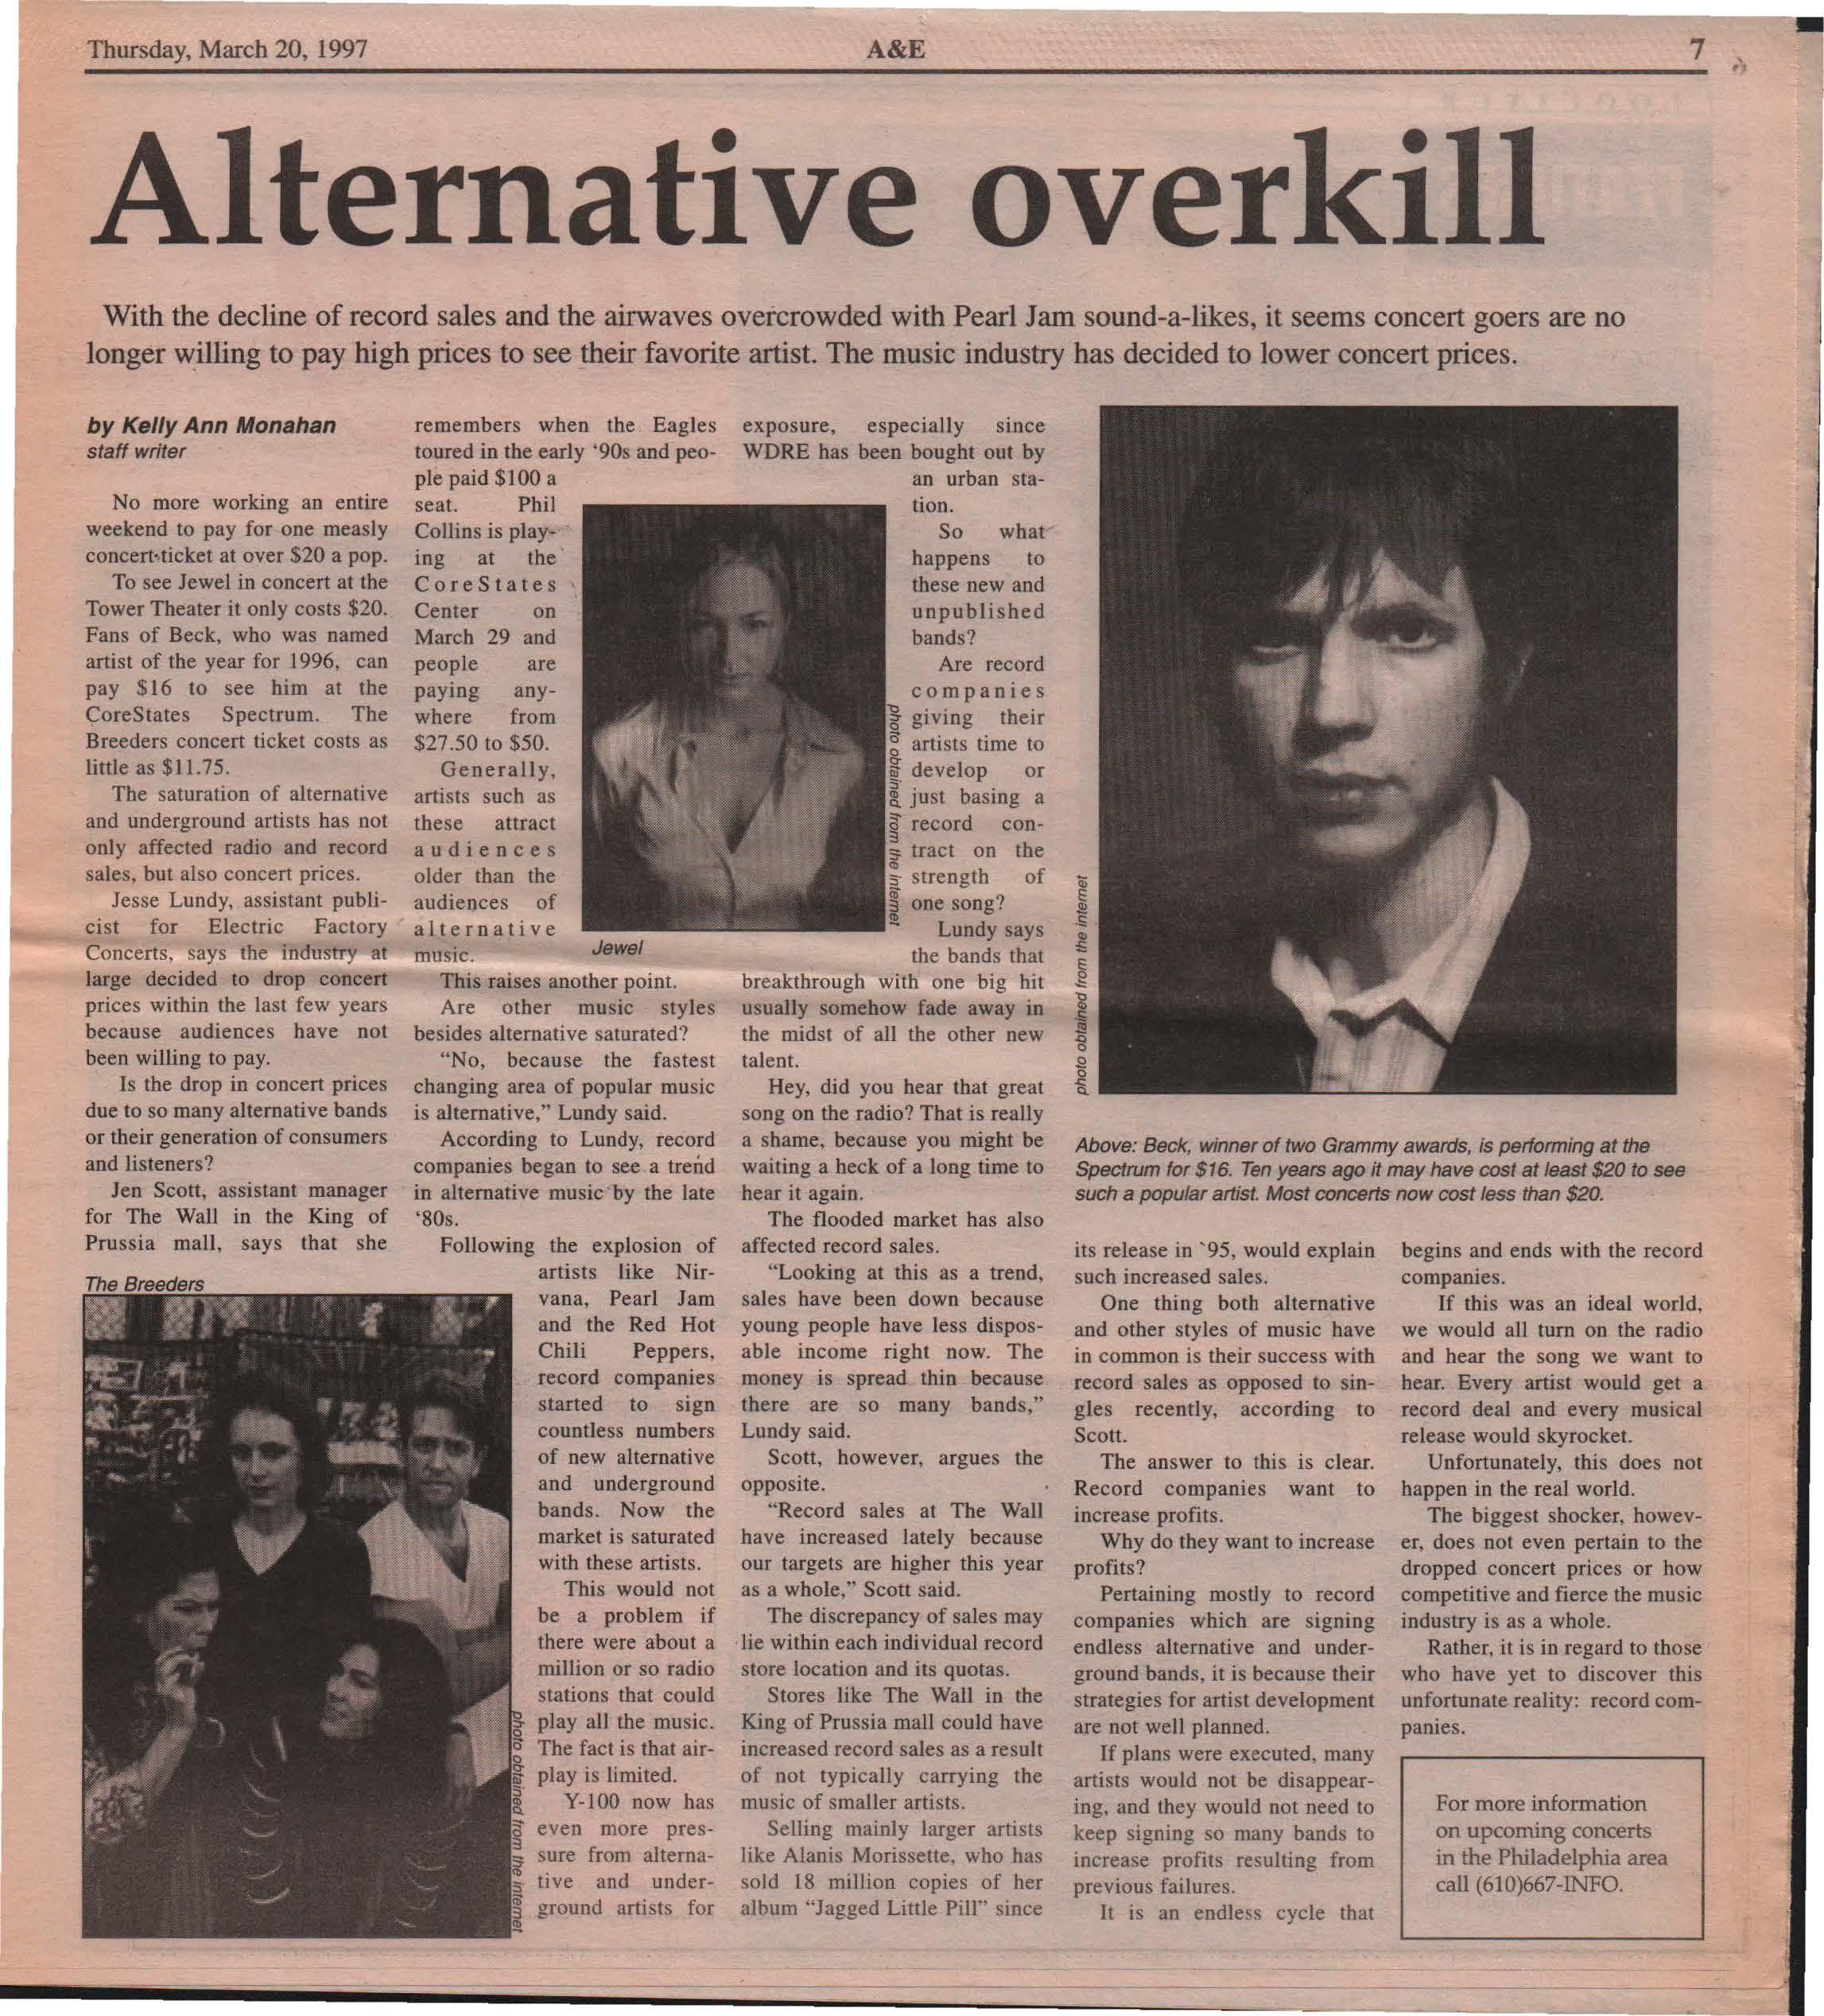 Thursday, March 20, 1997
A&E
7
Alternative overkill
With the decline of record sales and the airwaves overcrowded with Pearl Jam sound-a-likes, it seems concert goers are no
longer willing to pay high prices to see their favorite artist. The music industry has decided to lower concert prices.
by Kelly Ann Monahan
staff writer
No more working an entire
weekend to pay for one measly
concert-ticket at over $20 a pop.
To see Jewel in concert at the
Tower Theater it only costs $20.
Fans of Beck, who was named
artist of the year for 1996, can
pay $16 to see him at the
CoreStates Spectrum. The
Breeders concert ticket costs as
little as $11.75.
The saturation of alternative
and underground artists has not
only affected radio and record
sales, but also concert prices.
Jesse Lundy, assistant publi-
cist for Electric Factory
Concerts, says the industry at
large decided to drop concert
prices within the last few years
because audiences have not
been willing to pay.
Is the drop in concert prices
due to so many alternative bands
or their generation of consumers
and listeners?
Jen Scott, assistant manager
for The Wall in the King of
Prussia mall, says that she
The Breeders
photo obtained from the internet
remembers when the Eagles
toured in the early '90s and peo-
ple paid $100 a
seat. Phil
Collins is play-
ing at the
CoreStates
Center on
March 29 and
people are
paying any-
where from
$27.50 to $50.
Generally,
artists such as
these attract
audiences
older than the
audiences of
alternative
music.
This raises another point.
Are other music styles
besides alternative saturated?
"No, because the fastest
changing area of popular music
is alternative," Lundy said.
According to Lundy, record
companies began to see a trend
in alternative music by the late
'80s.
Following the explosion of
artists like Nir-
vana, Pearl Jam
and the Red Hot
Chili Peppers,
record companies
started to sign
countless numbers
of new alternative
and underground
bands. Now the
market is saturated
with these artists.
This would not
be a problem if
there were about a
million or so radio
stations that could
play all the music.
The fact is that air-
play is limited.
Y-100 now has
even more pres-
sure from alterna-
tive and under-
ground artists for
Jewel
photo obtained from the internet
exposure, especially since
WDRE has been bought out by
an urban sta-
tion.
So what
happens to
these new and
unpublished
bands?
Are record
companies
giving their
artists time to
develop or
just basing a
record con-
tract on the
strength of
one song?
Lundy says
the bands that
breakthrough with one big hit
usually somehow fade away in
the midst of all the other new
talent.
Hey, did you hear that great
song on the radio? That is really
a shame, because you might be
waiting a heck of a long time to
hear it again.
The flooded market has also
affected record sales.
"Looking at this as a trend,
sales have been down because
young people have less dispos-
able income right now. The
money is spread thin because
there are so many bands,"
Lundy said.
Scott, however, argues the
opposite.
"Record sales at The Wall
have increased lately because
our targets are higher this year
as a whole," Scott said.
The discrepancy of sales may
lie within each individual record
store location and its quotas.
Stores like The Wall in the
King of Prussia mall could have
increased record sales as a result
of not typically carrying the
music of smaller artists.
Selling mainly larger artists
like Alanis Morissette, who has
sold 18 million copies of her
album "Jagged Little Pill" since
photo obtained from the internet
Above: Beck, winner of two Grammy awards, is performing at the
Spectrum for $16. Ten years ago it may have cost at least $20 to see
such a popular artist. Most concerts now cost less than $20.
its release in `95, would explain
such increased sales.
One thing both alternative
and other styles of music have
in common is their success with
record sales as opposed to sin-
gles recently, according to
Scott.
The answer to this is clear.
Record companies want to
increase profits.
Why do they want to increase
profits?
Pertaining mostly to record
companies which are signing
endless alternative and under-
ground bands, it is because their
strategies for artist development
are not well planned.
If plans were executed, many
artists would not be disappear-
ing, and they would not need to
keep signing so many bands to
increase profits resulting from
previous failures.
It is an endless cycle that
begins and ends with the record
companies.
If this was an ideal world,
we would all turn on the radio
and hear the song we want to
hear. Every artist would get a
record deal and every musical
release would skyrocket.
Unfortunately, this does not
happen in the real world.
The biggest shocker, howev-
er, does not even pertain to the
dropped concert prices or how
competitive and fierce the music
industry is as a whole.
Rather, it is in regard to those
who have yet to discover this
unfortunate reality: record com-
panies.
For more information
on upcoming concerts
in the Philadelphia area
call (610)667-INFO.